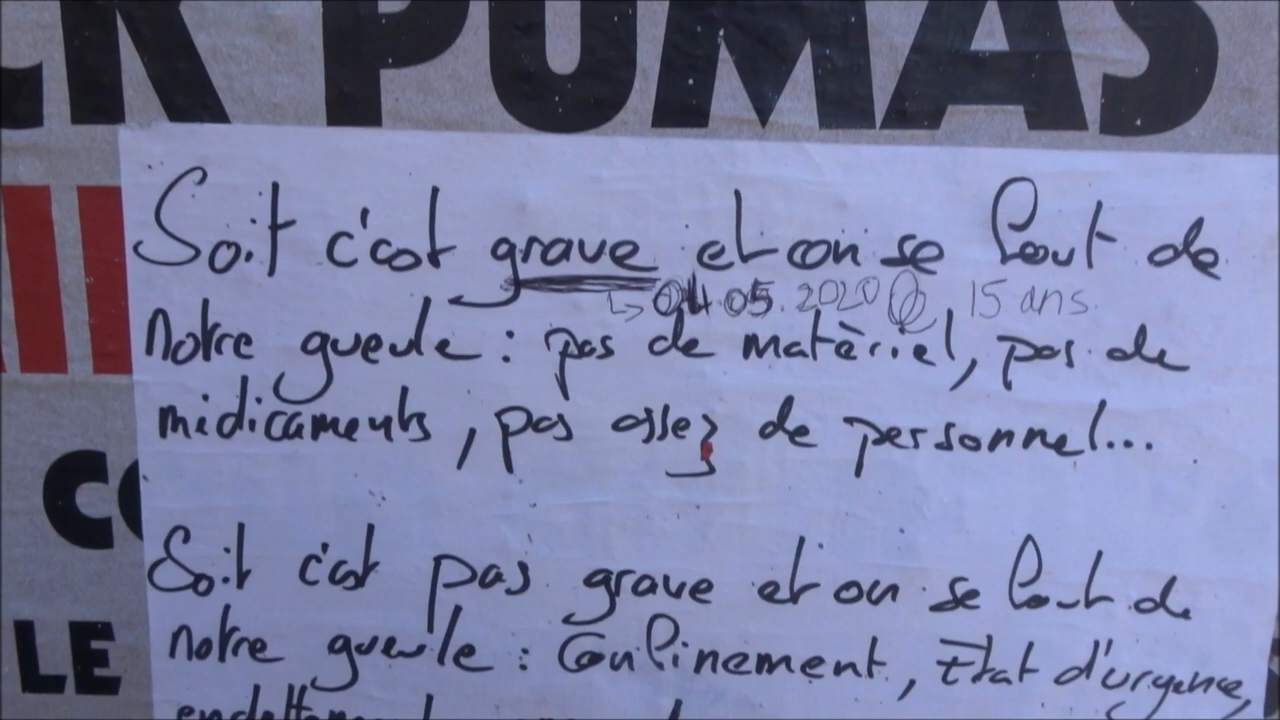 PUMAS
Soit c'est grave et on se fout de
↳ 04.05.2020 15 ans.
notre gueule : pas de matèriel, pas de
médicaments, pas assez de personnel...
CO
Soit c'est pas grave et on se fout de
LE
notre gueule : Confinement, Etat d'urgence,